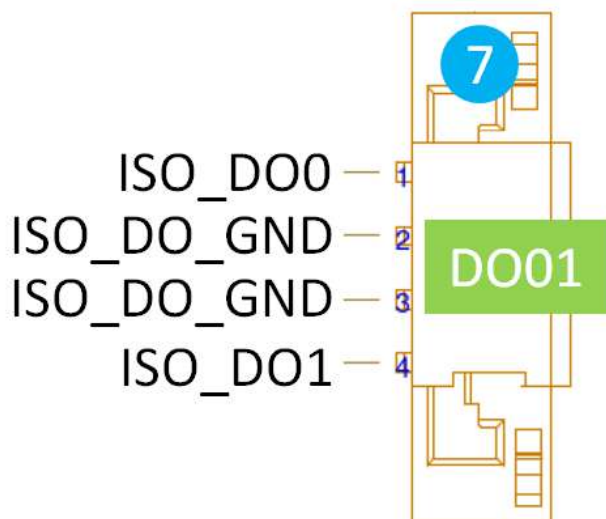 7
ISO_DO0 1
ISO_DO_GND 2
DO01
ISO_DO_GND 3
ISO_DO1 4